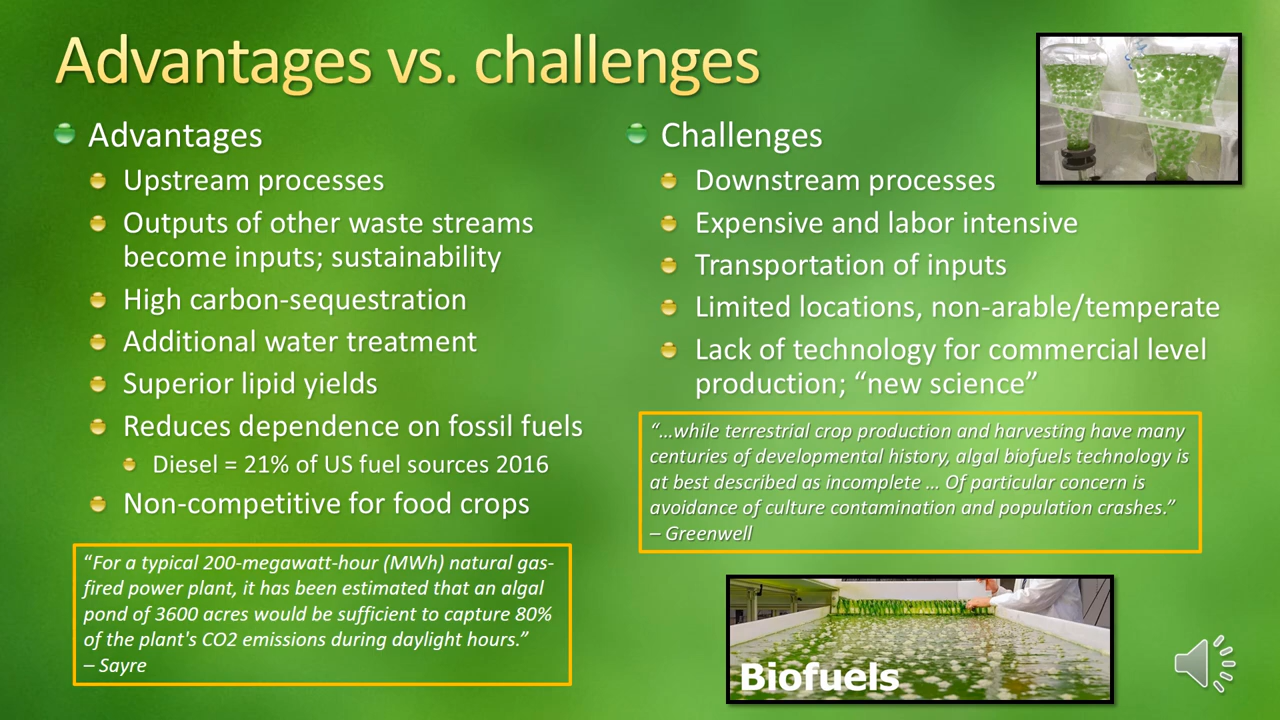 Advantages vs. challenges
Advantages
Upstream processes
Outputs of other waste streams
become inputs; sustainability
High carbon-sequestration
Additional water treatment
Superior lipid yields
Reduces dependence on fossil fuels
Diesel = 21% of US fuel sources 2016
Non-competitive for food crops
“For a typical 200-megawatt-hour (MWh) natural gas-
fired power plant, it has been estimated that an algal
pond of 3600 acres would be sufficient to capture 80%
of the plant's CO2 emissions during daylight hours.”
– Sayre
Challenges
Downstream processes
Expensive and labor intensive
Transportation of inputs
Limited locations, non-arable/temperate
Lack of technology for commercial level
production; “new science”
“…while terrestrial crop production and harvesting have many
centuries of developmental history, algal biofuels technology is
at best described as incomplete … Of particular concern is
avoidance of culture contamination and population crashes.”
– Greenwell
Biofuels